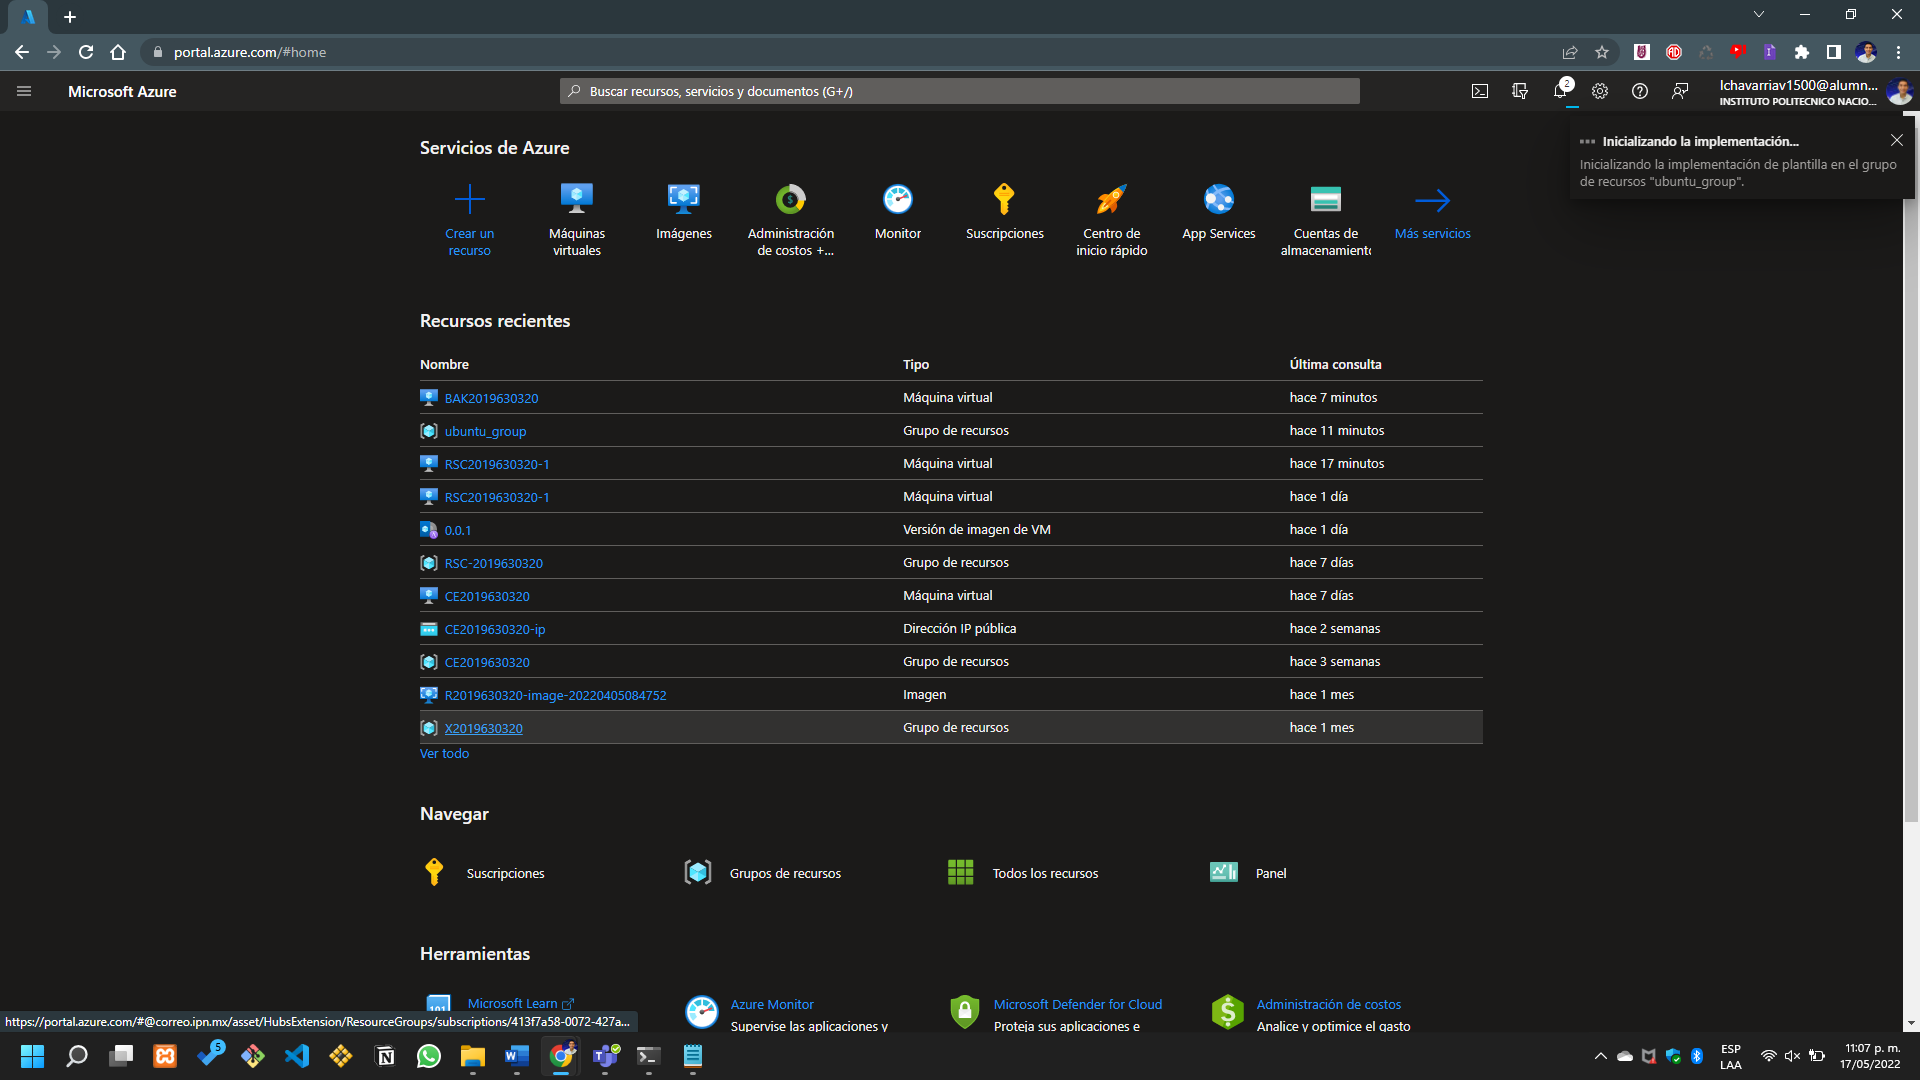 portal.azure.com/#home
Microsoft Azure
Buscar recursos, servicios y documentos (G+/)
2
lchavarriav1500@alumn...
INSTITUTO POLITECNICO NACIO...
Inicializando la implementación...
Inicializando la implementación de plantilla en el grupo
de recursos "ubuntu_group".
Servicios de Azure
Crear un
recurso
Máquinas
virtuales
Imágenes
Administración
de costos +...
Monitor
Suscripciones
Centro de
inicio rápido
App Services
Cuentas de
almacenamiento
Más servicios
Recursos recientes
Nombre Tipo Última consulta
BAK2019630320 Máquina virtual hace 7 minutos
ubuntu_group Grupo de recursos hace 11 minutos
RSC2019630320-1 Máquina virtual hace 17 minutos
RSC2019630320-1 Máquina virtual hace 1 día
0.0.1 Versión de imagen de VM hace 1 día
RSC-2019630320 Grupo de recursos hace 7 días
CE2019630320 Máquina virtual hace 7 días
CE2019630320-ip Dirección IP pública hace 2 semanas
CE2019630320 Grupo de recursos hace 3 semanas
R2019630320-image-20220405084752 Imagen hace 1 mes
X2019630320 Grupo de recursos hace 1 mes
Ver todo
Navegar
Suscripciones
Grupos de recursos
Todos los recursos
Panel
Herramientas
Microsoft Learn
Azure Monitor
Supervise las aplicaciones y
Microsoft Defender for Cloud
Proteja sus aplicaciones e
Administración de costos
Analice y optimice el gasto
https://portal.azure.com/#@correo.ipn.mx/asset/HubsExtension/ResourceGroups/subscriptions/413f7a58-0072-427a...
5
ESP
LAA
11:07 p. m.
17/05/2022